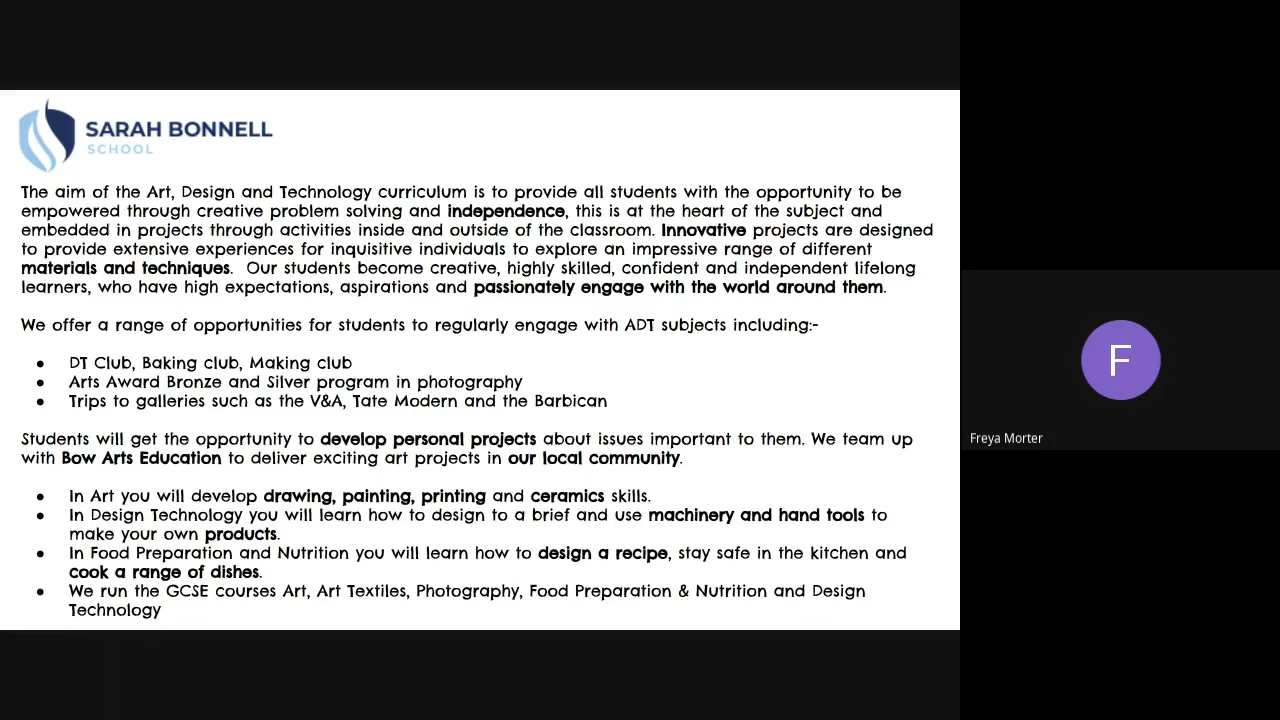 SARAH BONNELL
SCHOOL
The aim of the Art, Design and Technology curriculum is to provide all students with the opportunity to be
empowered through creative problem solving and independence, this is at the heart of the subject and
embedded in projects through activities inside and outside of the classroom. Innovative projects are designed
to provide extensive experiences for inquisitive individuals to explore an impressive range of different
materials and techniques.  Our students become creative, highly skilled, confident and independent lifelong
learners, who have high expectations, aspirations and passionately engage with the world around them.
We offer a range of opportunities for students to regularly engage with ADT subjects including:-
● DT Club, Baking club, Making club
● Arts Award Bronze and Silver program in photography
● Trips to galleries such as the V&A, Tate Modern and the Barbican
Students will get the opportunity to develop personal projects about issues important to them. We team up
with Bow Arts Education to deliver exciting art projects in our local community.
● In Art you will develop drawing, painting, printing and ceramics skills.
● In Design Technology you will learn how to design to a brief and use machinery and hand tools to
make your own products.
● In Food Preparation and Nutrition you will learn how to design a recipe, stay safe in the kitchen and
cook a range of dishes.
● We run the GCSE courses Art, Art Textiles, Photography, Food Preparation & Nutrition and Design
Technology
F
Freya Morter